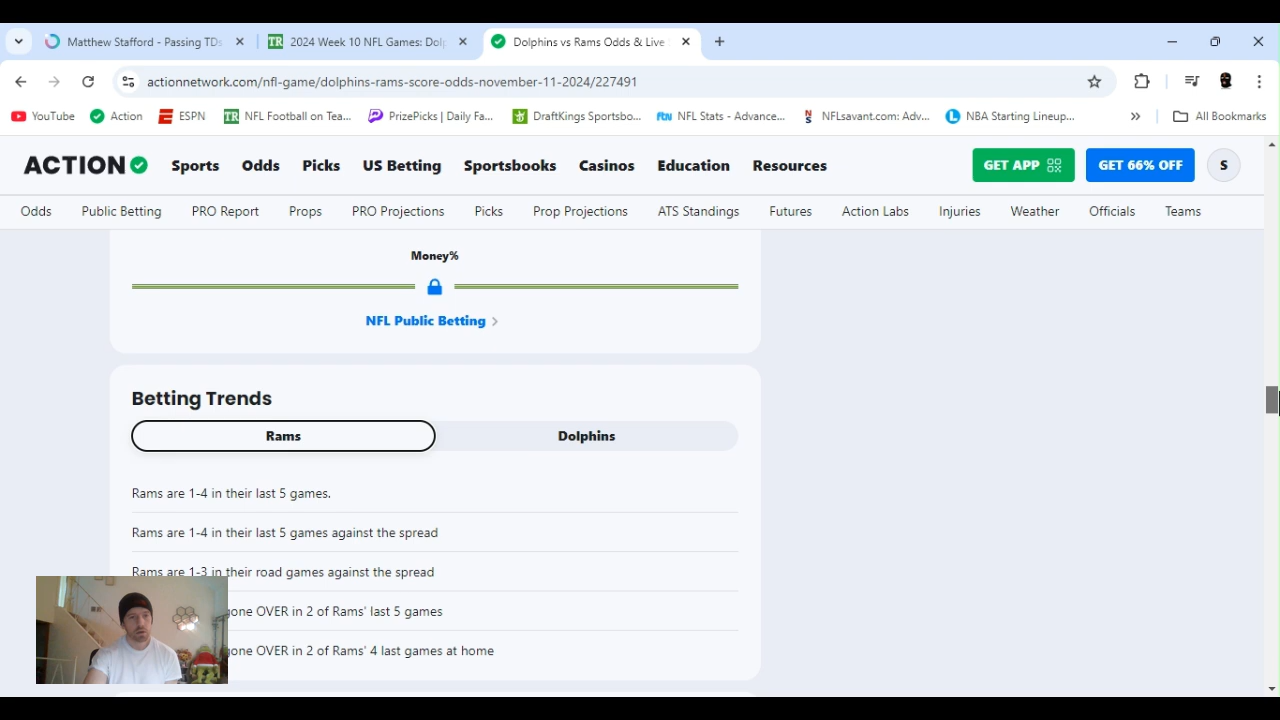 Matthew Stafford - Passing TDs
2024 Week 10 NFL Games: Dolp
Dolphins vs Rams Odds & Live
actionnetwork.com/nfl-game/dolphins-rams-score-odds-november-11-2024/227491
YouTube
Action
ESPN
TR NFL Football on Tea...
PrizePicks | Daily Fa...
DraftKings Sportsbo...
ftn NFL Stats - Advance...
NFLsavant.com: Adv...
NBA Starting Lineup...
All Bookmarks
ACTION
Sports
Odds
Picks
US Betting
Sportsbooks
Casinos
Education
Resources
GET APP
GET 66% OFF
S
Odds
Public Betting
PRO Report
Props
PRO Projections
Picks
Prop Projections
ATS Standings
Futures
Action Labs
Injuries
Weather
Officials
Teams
Money%
NFL Public Betting
Betting Trends
Rams
Dolphins
Rams are 1-4 in their last 5 games.
Rams are 1-4 in their last 5 games against the spread
Rams are 1-3 in their road games against the spread
gone OVER in 2 of Rams' last 5 games
gone OVER in 2 of Rams' 4 last games at home